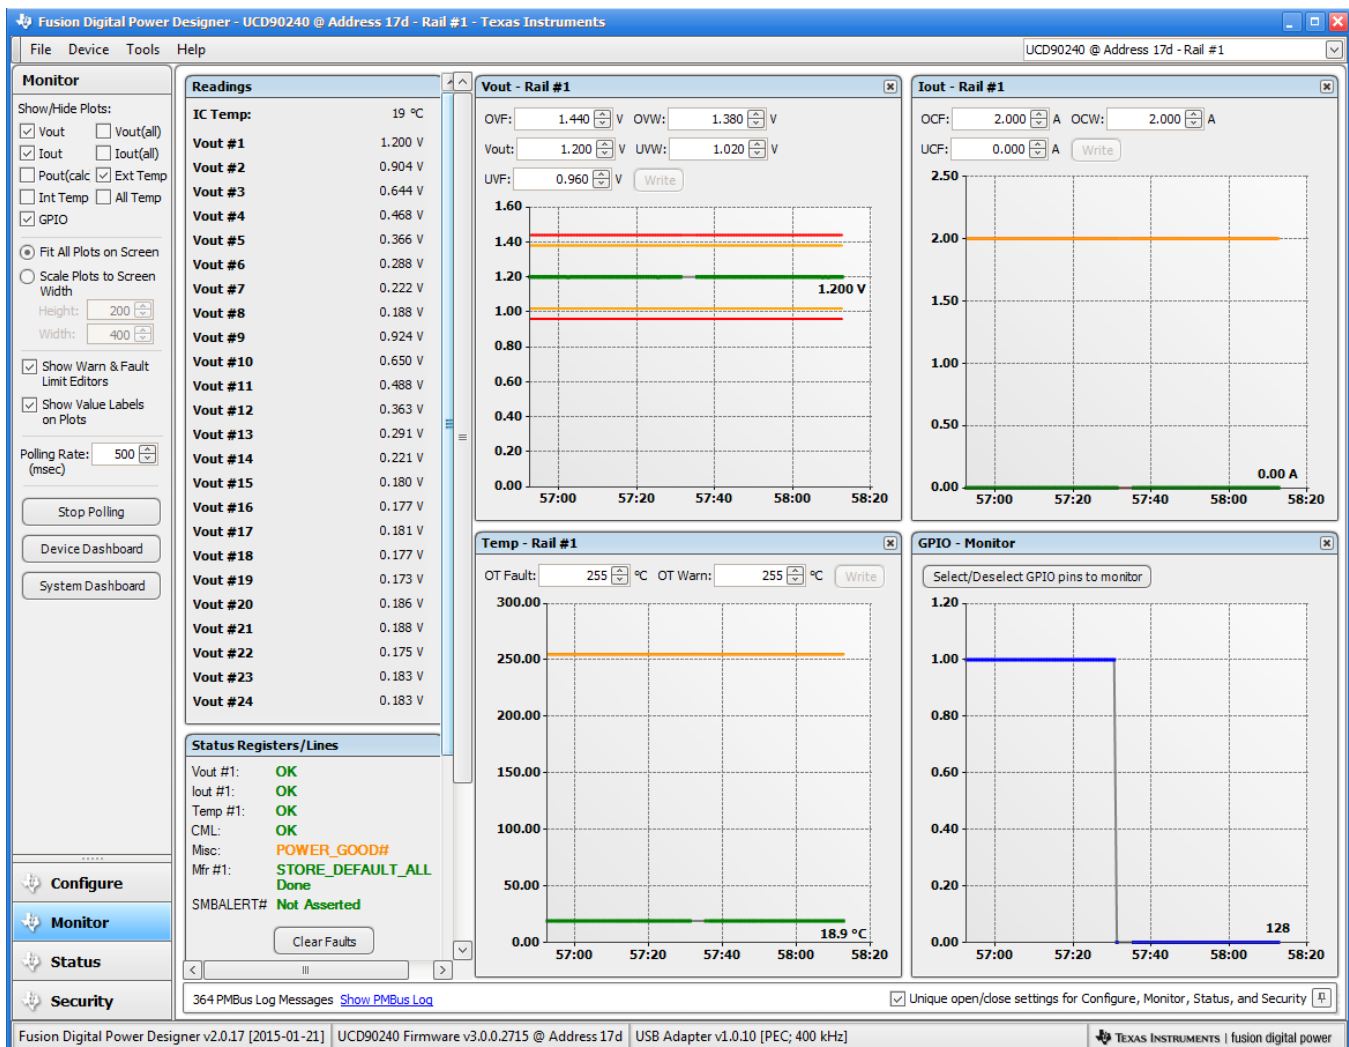 Fusion Digital Power Designer - UCD90240 @ Address 17d - Rail #1 - Texas Instruments
File Device Tools Help
UCD90240 @ Address 17d - Rail #1
Monitor
Show/Hide Plots:
Vout Vout(all)
Iout Iout(all)
Pout(calc Ext Temp
Int Temp All Temp
GPIO
Fit All Plots on Screen
Scale Plots to Screen
Width
Height: 200
Width: 400
Show Warn & Fault
Limit Editors
Show Value Labels
on Plots
Polling Rate: 500
(msec)
Stop Polling
Device Dashboard
System Dashboard
Configure
Monitor
Status
Security
Readings
IC Temp: 19 °C
Vout #1 1.200 V
Vout #2 0.904 V
Vout #3 0.644 V
Vout #4 0.468 V
Vout #5 0.366 V
Vout #6 0.288 V
Vout #7 0.222 V
Vout #8 0.188 V
Vout #9 0.924 V
Vout #10 0.650 V
Vout #11 0.488 V
Vout #12 0.363 V
Vout #13 0.291 V
Vout #14 0.221 V
Vout #15 0.180 V
Vout #16 0.177 V
Vout #17 0.181 V
Vout #18 0.177 V
Vout #19 0.173 V
Vout #20 0.186 V
Vout #21 0.188 V
Vout #22 0.175 V
Vout #23 0.183 V
Vout #24 0.183 V
Status Registers/Lines
Vout #1: OK
Iout #1: OK
Temp #1: OK
CML: OK
Misc: POWER_GOOD#
Mfr #1: STORE_DEFAULT_ALL
Done
SMBALERT# Not Asserted
Clear Faults
Vout - Rail #1
OVF: 1.440 V OVW: 1.380 V
Vout: 1.200 V UVW: 1.020 V
UVF: 0.960 V Write
1.60
1.40
1.20
1.200 V
1.00
0.80
0.60
0.40
0.20
0.00
57:00 57:20 57:40 58:00 58:20
Iout - Rail #1
OCF: 2.000 A OCW: 2.000 A
UCF: 0.000 A Write
2.50
2.00
1.50
1.00
0.50
0.00 A
0.00
57:00 57:20 57:40 58:00 58:20
Temp - Rail #1
OT Fault: 255 °C OT Warn: 255 °C Write
300.00
250.00
200.00
150.00
100.00
50.00
18.9 °C
0.00
57:00 57:20 57:40 58:00 58:20
GPIO - Monitor
Select/Deselect GPIO pins to monitor
1.20
1.00
0.80
0.60
0.40
0.20
128
0.00
57:00 57:20 57:40 58:00 58:20
364 PMBus Log Messages Show PMBus Log
Unique open/close settings for Configure, Monitor, Status, and Security
Fusion Digital Power Designer v2.0.17 [2015-01-21] UCD90240 Firmware v3.0.0.2715 @ Address 17d USB Adapter v1.0.10 [PEC; 400 kHz]
TEXAS INSTRUMENTS | fusion digital power